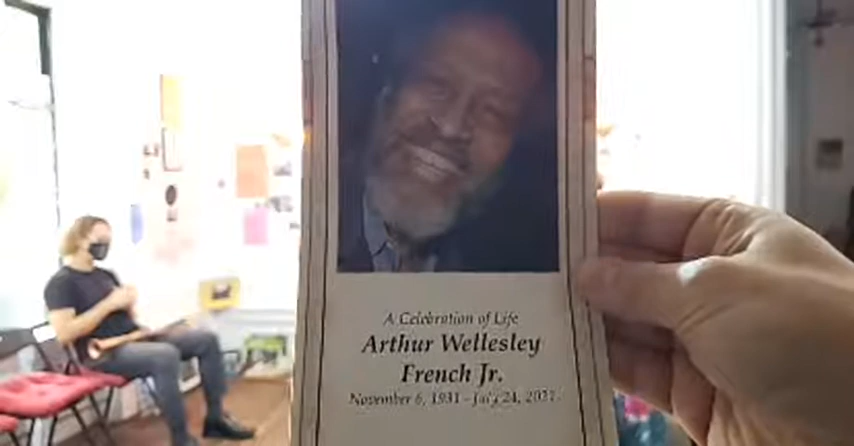 A Celebration of Life
Arthur Wellesley
French Jr.
November 6, 1931 - July 24, 2021